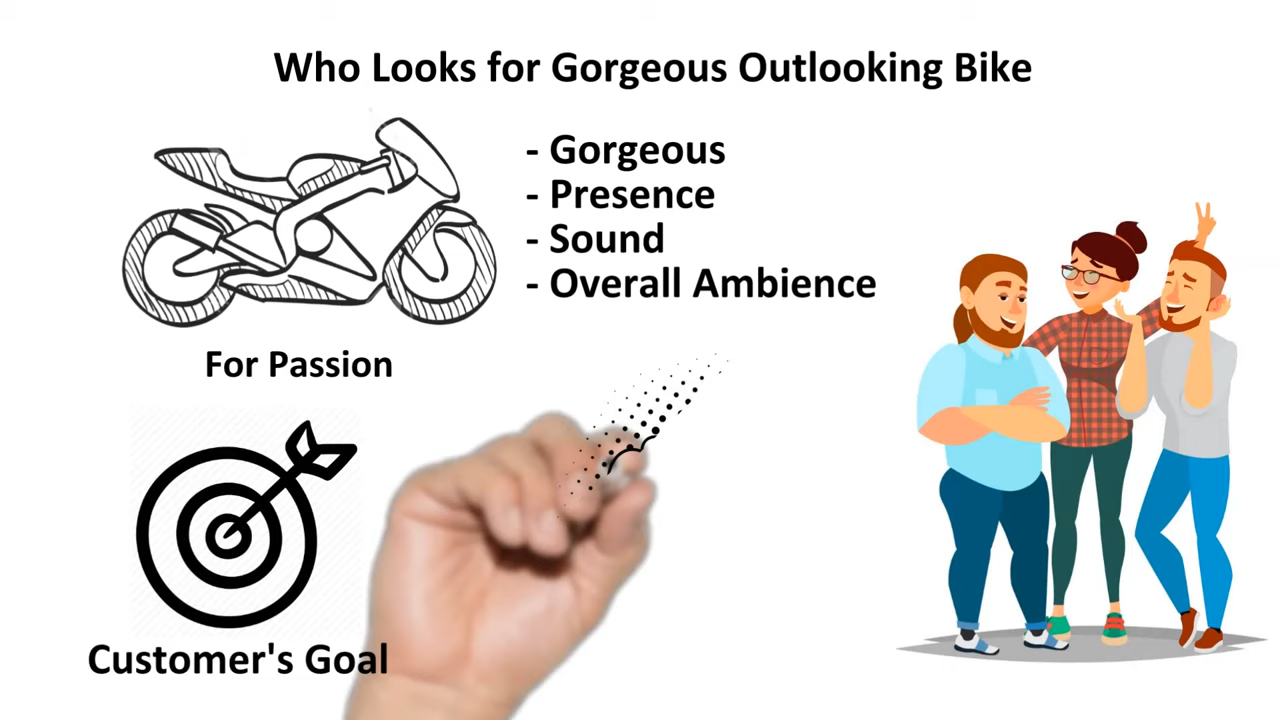 Who Looks for Gorgeous Outlooking Bike
- Gorgeous
- Presence
- Sound
- Overall Ambience
For Passion
Customer's Goal